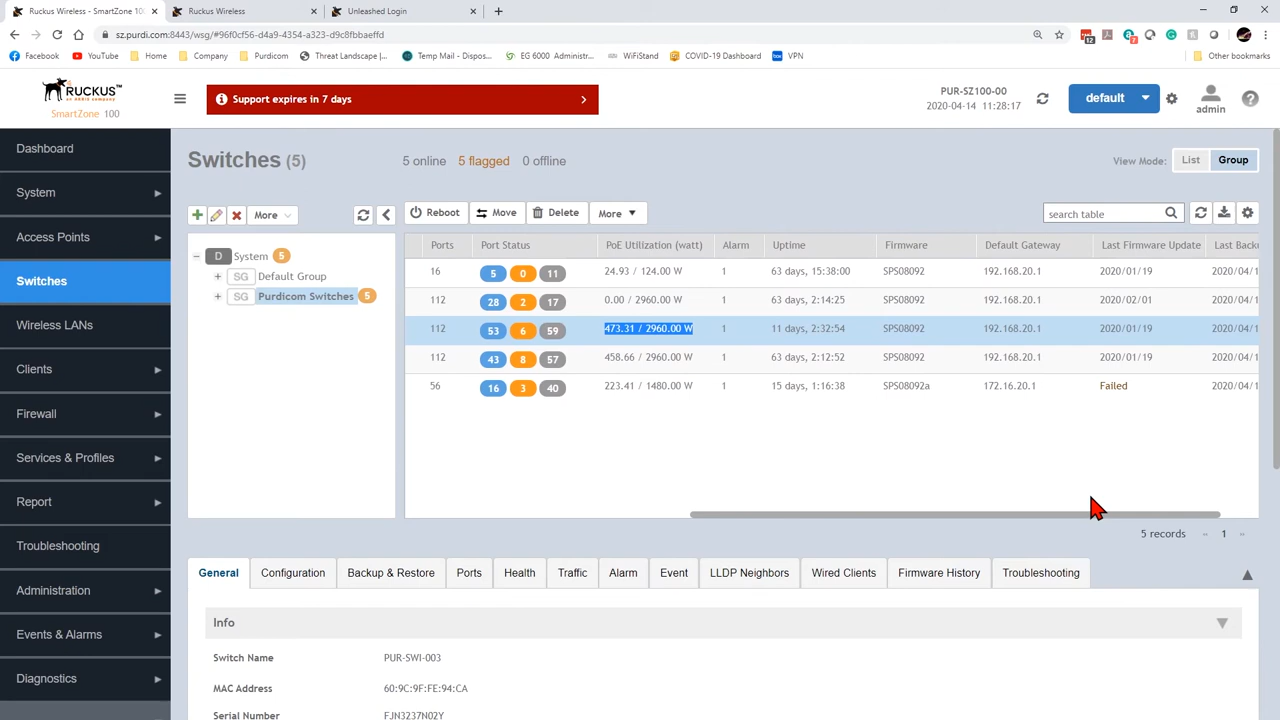 Ruckus Wireless - SmartZone 100
Ruckus Wireless
Unleashed Login
sz.purdi.com:8443/wsg/#96f0cf56-d4a9-4354-a323-d9c8fbbaeffd
Facebook YouTube Home Company Purdicom Threat Landscape |... Temp Mail - Dispos... EG 6000 Administr... WiFiStand COVID-19 Dashboard VPN Other bookmarks
RUCKUS™
an ARRIS company
SmartZone 100
Support expires in 7 days
PUR-SZ100-00
2020-04-14 11:28:17
default
admin
Dashboard
System
Access Points
Switches
Wireless LANs
Clients
Firewall
Services & Profiles
Report
Troubleshooting
Administration
Events & Alarms
Diagnostics
Switches (5)
5 online 5 flagged 0 offline
View Mode: List Group
More
Reboot Move Delete More
search table
D System 5
SG Default Group
SG Purdicom Switches 5
Ports Port Status PoE Utilization (watt) Alarm Uptime Firmware Default Gateway Last Firmware Update Last Back
16 5 0 11 24.93 / 124.00 W 1 63 days, 15:38:00 SPS08092 192.168.20.1 2020/01/19 2020/04/1
112 28 2 17 0.00 / 2960.00 W 1 63 days, 2:14:25 SPS08092 192.168.20.1 2020/02/01 2020/04/1
112 53 6 59 473.31 / 2960.00 W 1 11 days, 2:32:54 SPS08092 192.168.20.1 2020/01/19 2020/04/1
112 43 8 57 458.66 / 2960.00 W 1 63 days, 2:12:52 SPS08092 192.168.20.1 2020/01/19 2020/04/1
56 16 3 40 223.41 / 1480.00 W 1 15 days, 1:16:38 SPS08092a 172.16.20.1 Failed 2020/04/1
5 records « 1 »
General Configuration Backup & Restore Ports Health Traffic Alarm Event LLDP Neighbors Wired Clients Firmware History Troubleshooting
Info
Switch Name PUR-SWI-003
MAC Address 60:9C:9F:FE:94:CA
Serial Number FJN3237N02Y